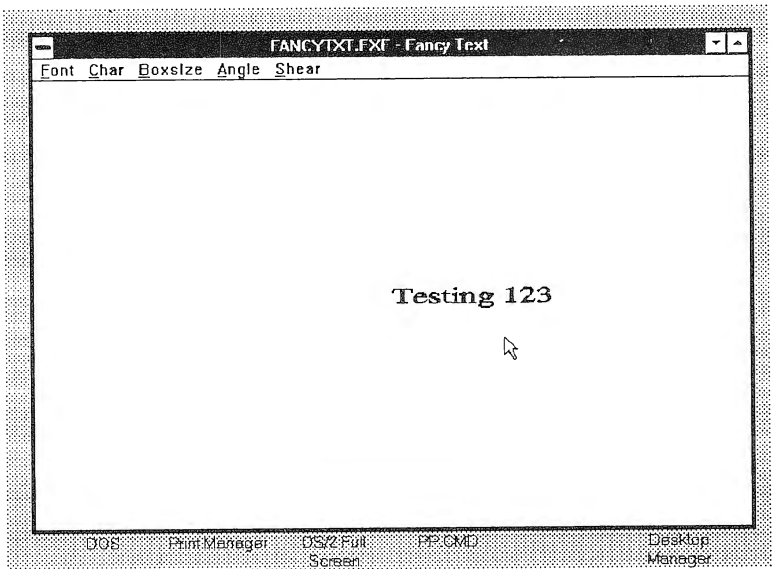 FANCYTXT.EXE - Fancy Text
Font Char Boxsize Angle Shear
Testing 123
DOS Print Manager OS/2 Full Screen PP.CMD Desktop Manager